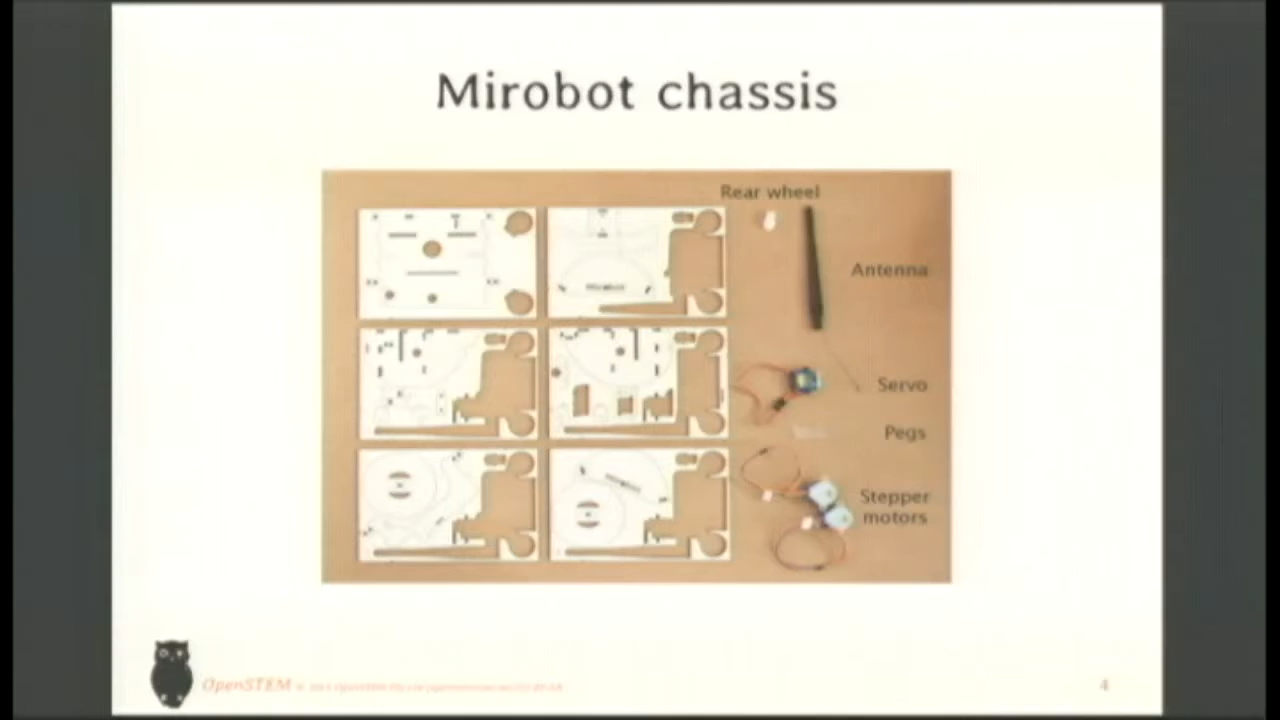 Mirobot chassis
Rear wheel
Antenna
Servo
Pegs
Stepper
motors
OpenSTEM
4